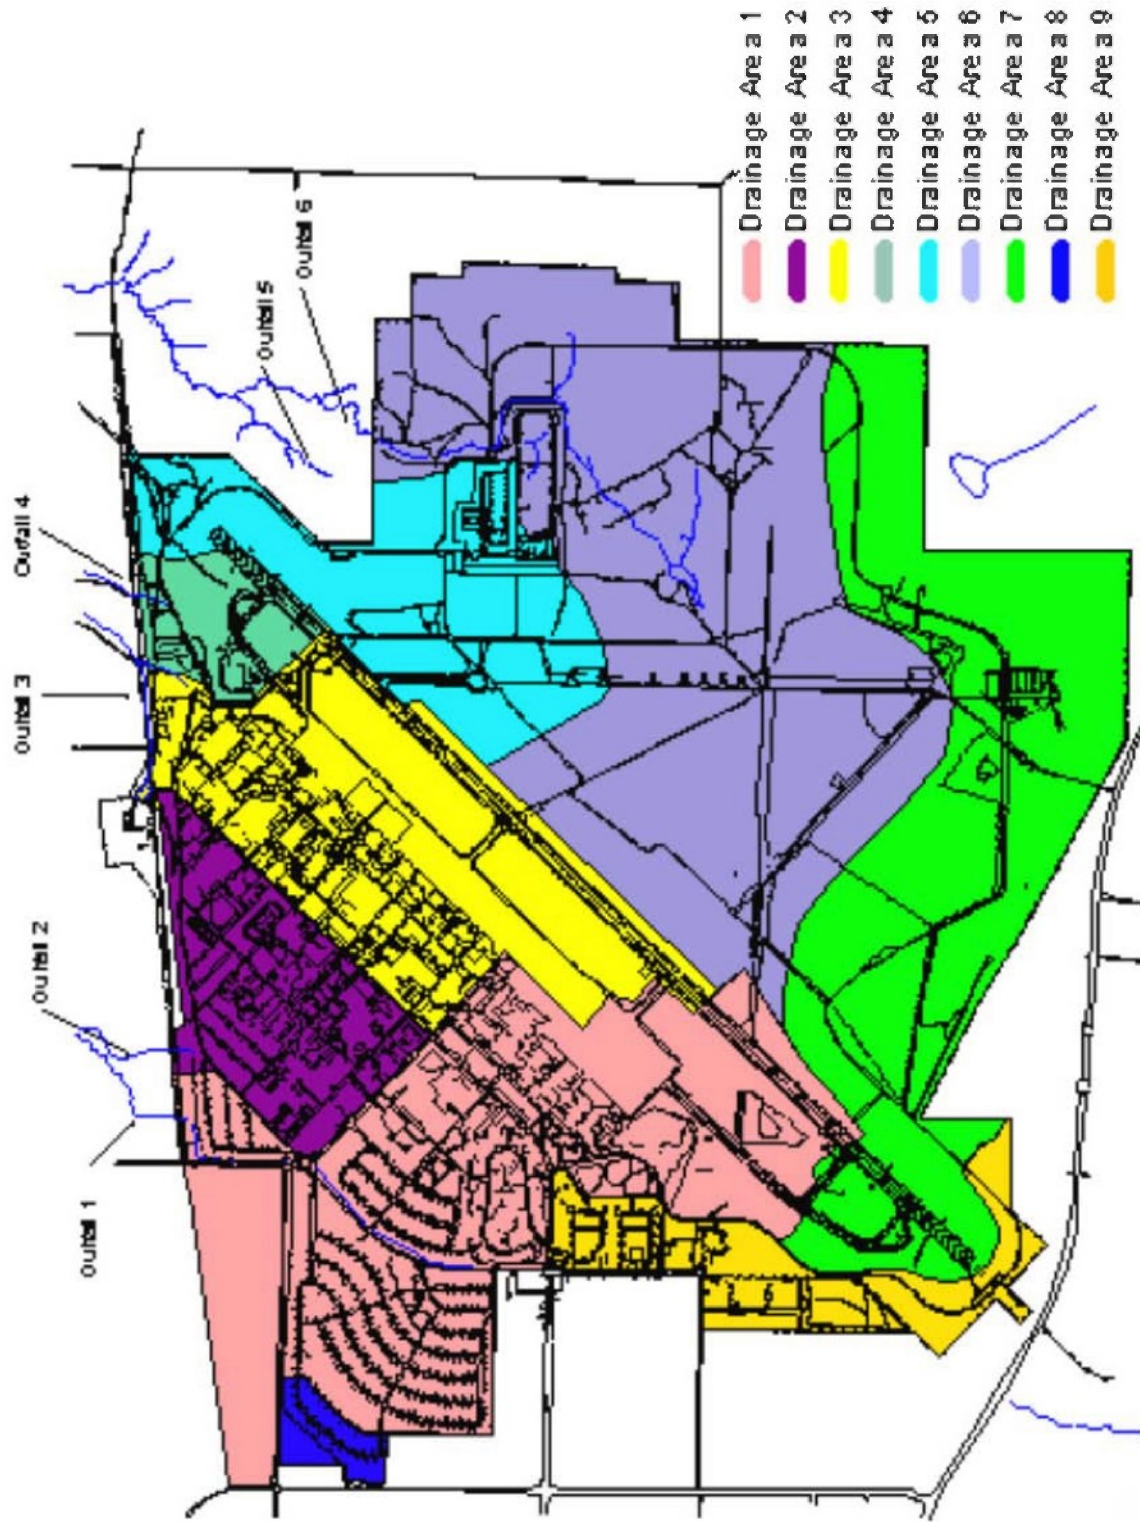 Outfall 1
Outfall 2
Outfall 3
Outfall 4
Outfall 5
Outfall 6
Drainage Area 1
Drainage Area 2
Drainage Area 3
Drainage Area 4
Drainage Area 5
Drainage Area 6
Drainage Area 7
Drainage Area 8
Drainage Area 9